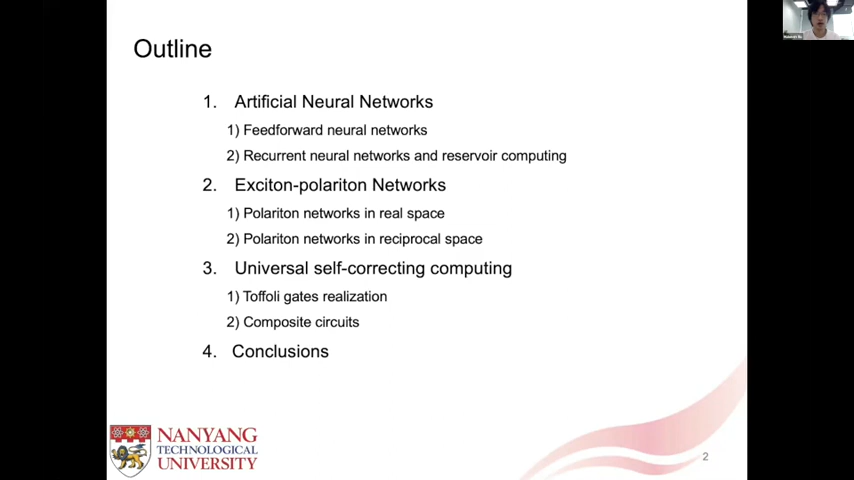 Outline
1. Artificial Neural Networks
1) Feedforward neural networks
2) Recurrent neural networks and reservoir computing
2. Exciton-polariton Networks
1) Polariton networks in real space
2) Polariton networks in reciprocal space
3. Universal self-correcting computing
1) Toffoli gates realization
2) Composite circuits
4. Conclusions
NANYANG
TECHNOLOGICAL
UNIVERSITY
2